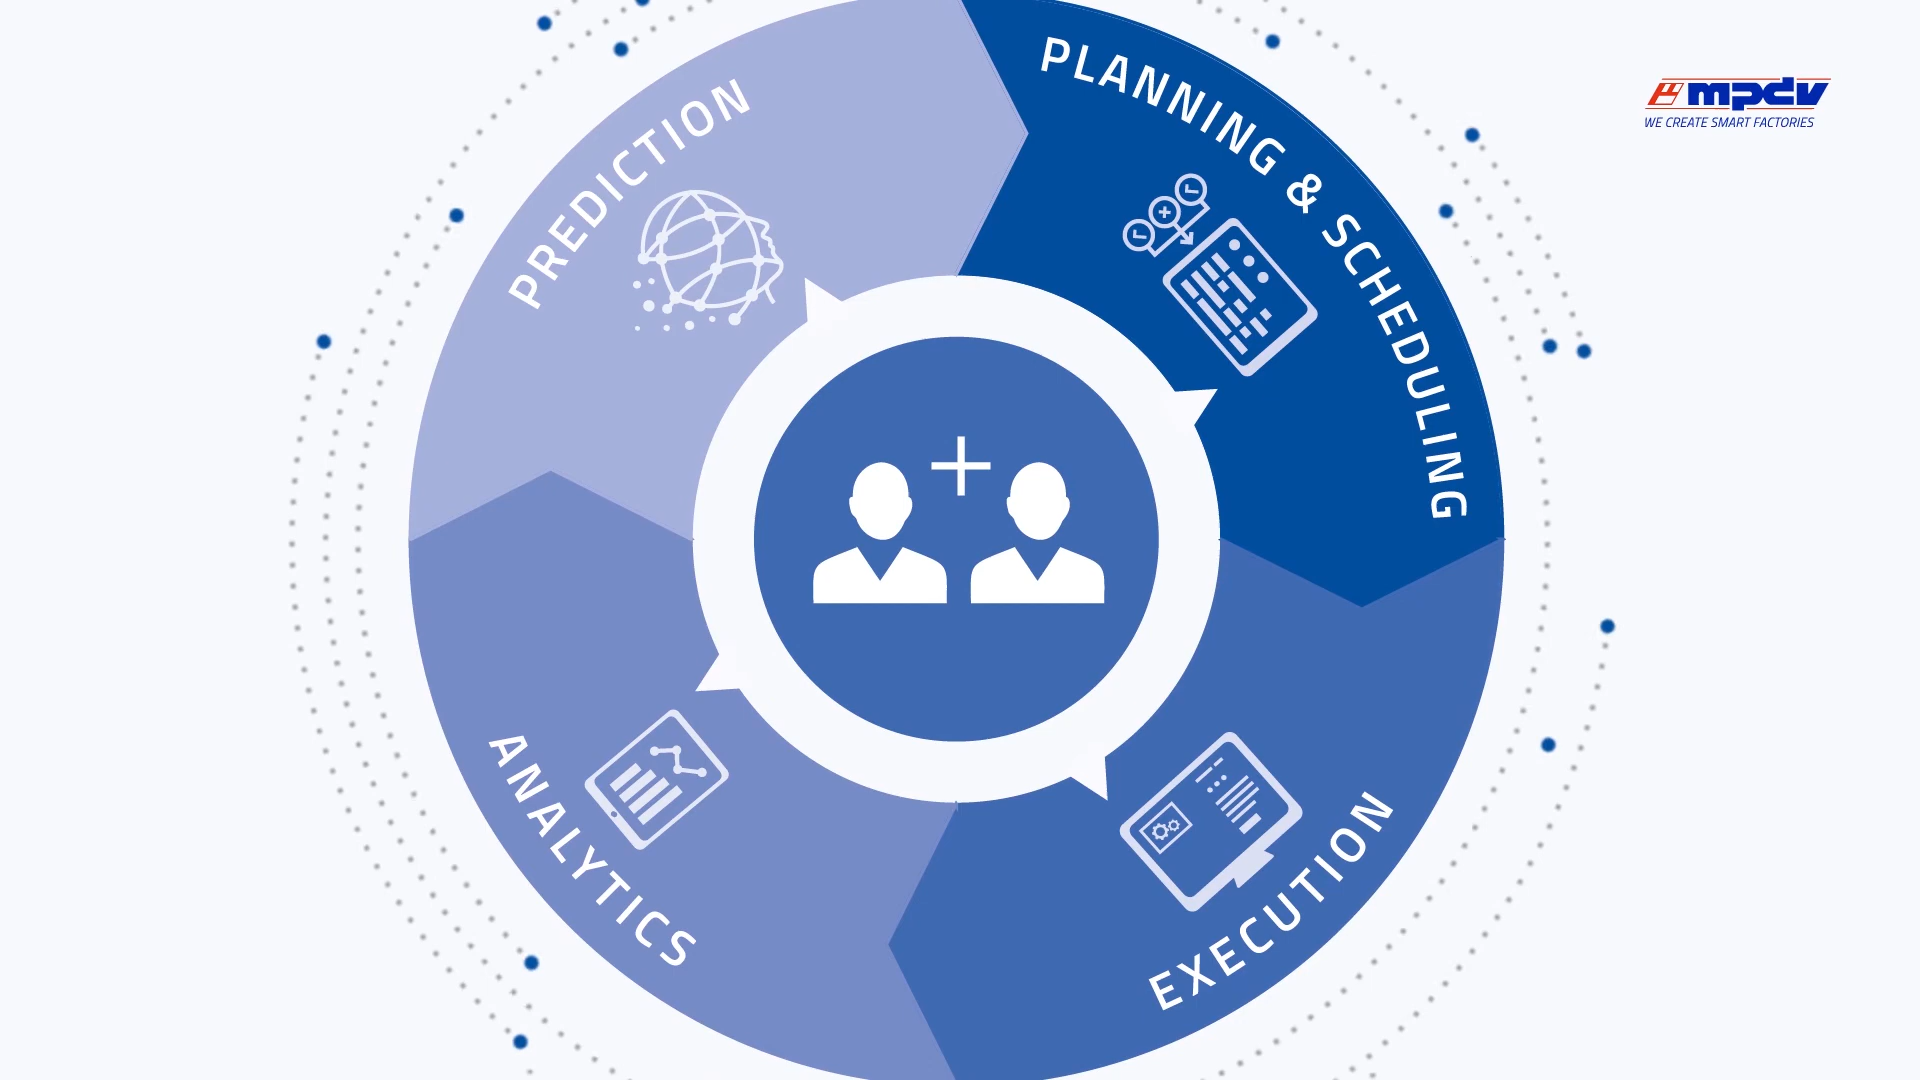 PREDICTION
PLANNING & SCHEDULING
mpdv
WE CREATE SMART FACTORIES
ANALYTICS
EXECUTION